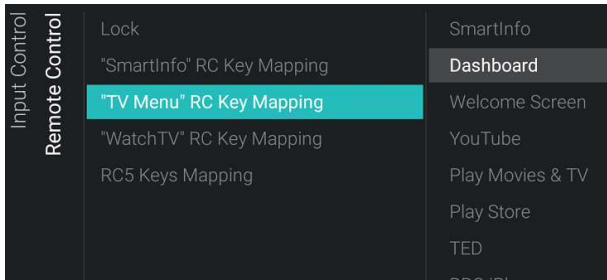 Input Control
Remote Control
Lock
"SmartInfo" RC Key Mapping
"TV Menu" RC Key Mapping
"WatchTV" RC Key Mapping
RC5 Keys Mapping
SmartInfo
Dashboard
Welcome Screen
YouTube
Play Movies & TV
Play Store
TED